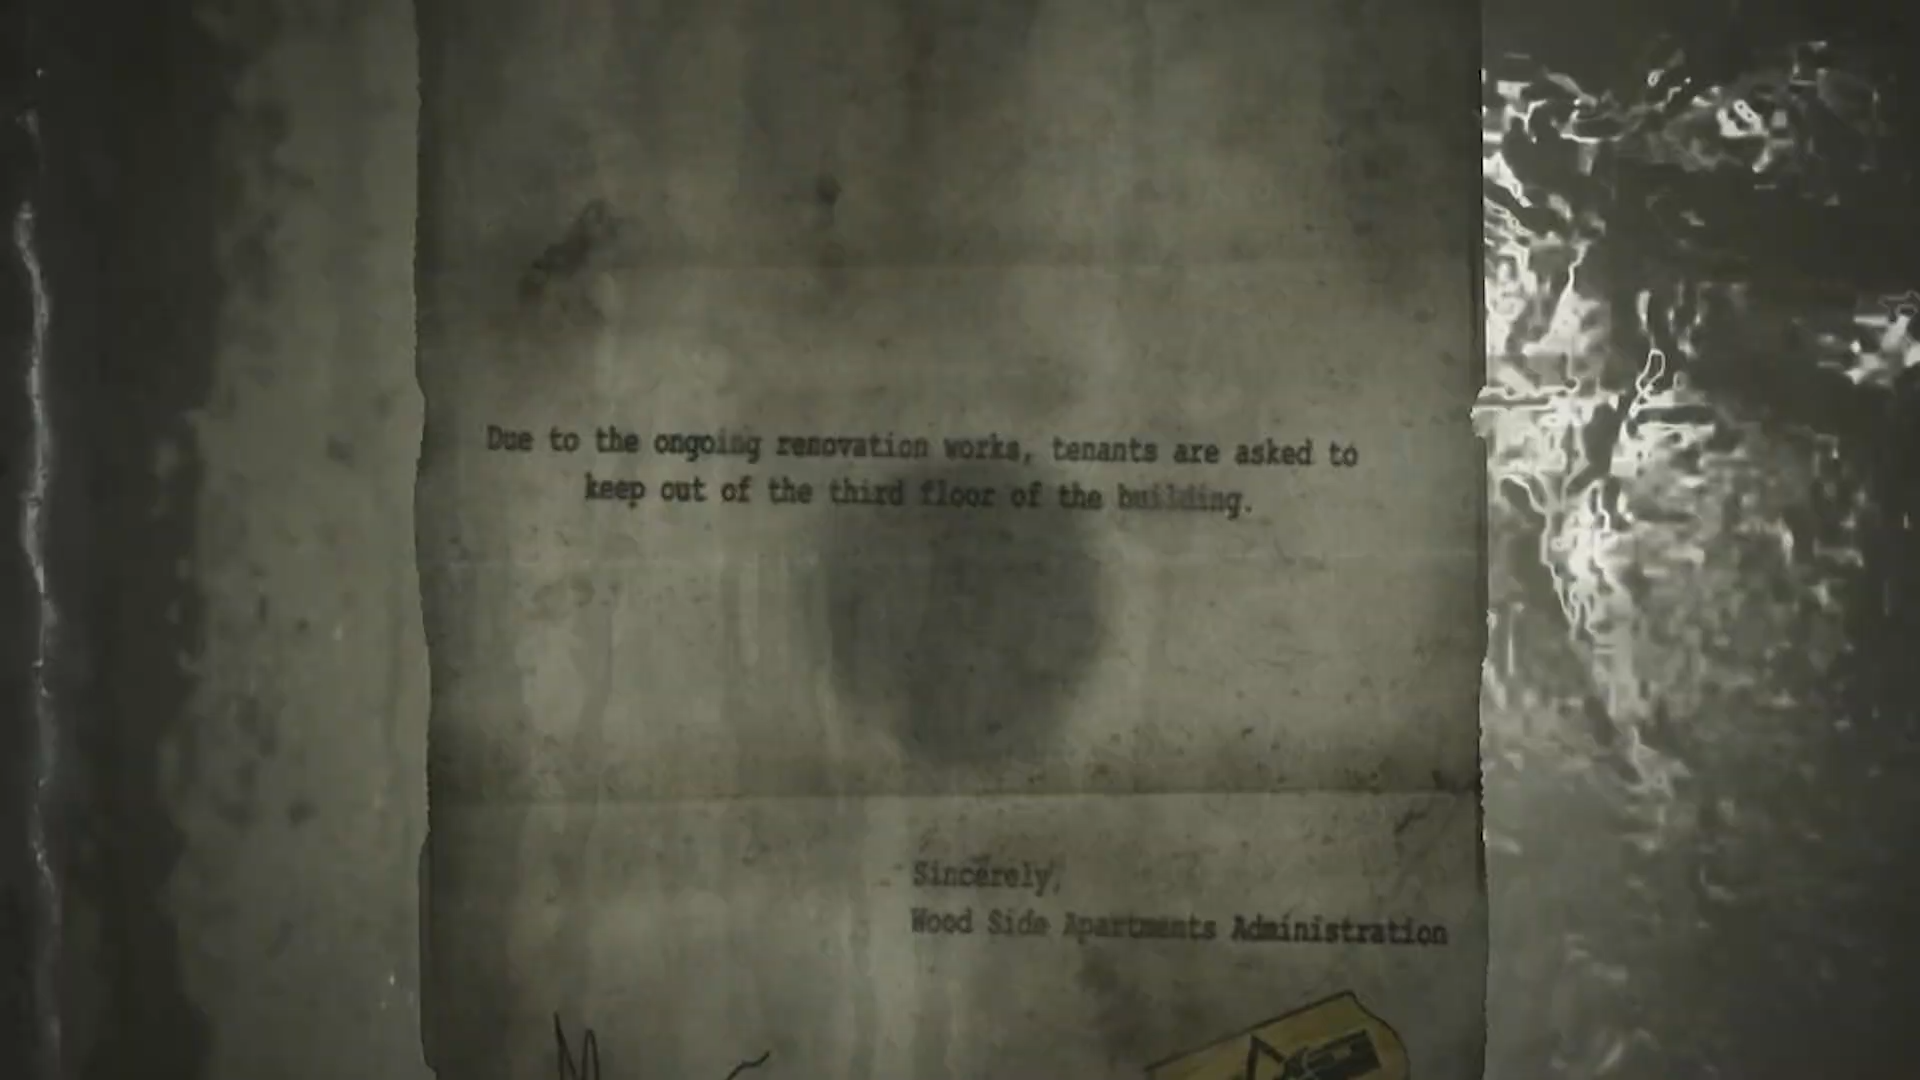 Due to the ongoing renovation works, tenants are asked to
keep out of the third floor of the building.
Sincerely,
Wood Side Apartments Administration